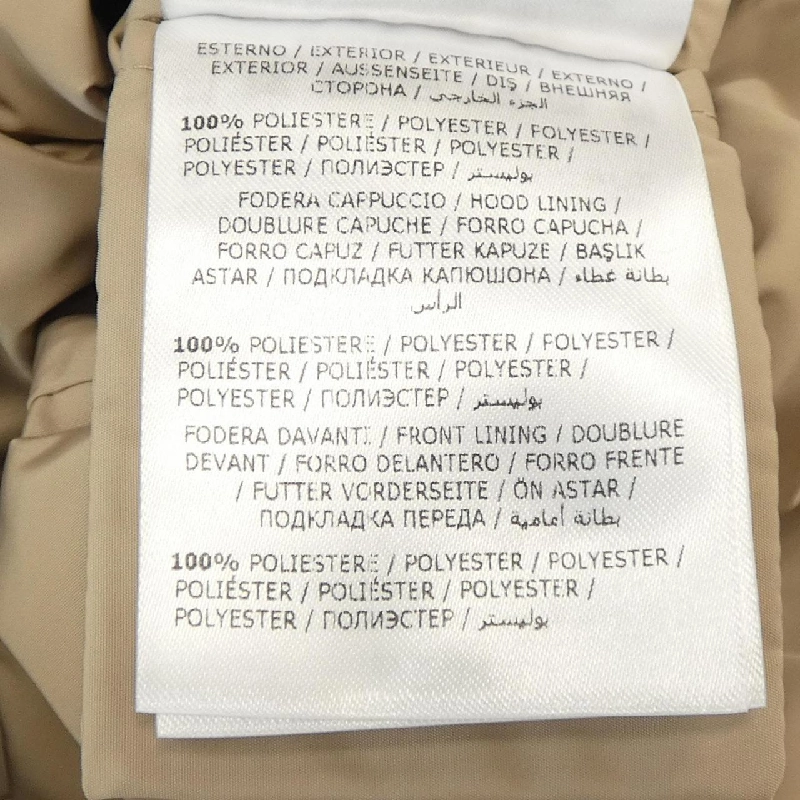 ESTERNO / EXTERIOR / EXTERIEUR / EXTERNO /
EXTERIOR / AUSSENSEITE / DIŞ / ВНЕШНЯЯ
СТОРОНА / الجزء الخارجي
100% POLIESTERE / POLYESTER / POLYESTER /
POLIÉSTER / POLIÉSTER / POLYESTER /
POLYESTER / ПОЛИЭСТЕР / بوليستر
FODERA CAPPUCCIO / HOOD LINING /
DOUBLURE CAPUCHE / FORRO CAPUCHA /
FORRO CAPUZ / FUTTER KAPUZE / BAŞLIK
ASTAR / ПОДКЛАДКА КАПЮШОНА / بطانة غطاء
الرأس
100% POLIESTERE / POLYESTER / POLYESTER /
POLIÉSTER / POLIÉSTER / POLYESTER /
POLYESTER / ПОЛИЭСТЕР / بوليستر
FODERA DAVANTI / FRONT LINING / DOUBLURE
DEVANT / FORRO DELANTERO / FORRO FRENTE
/ FUTTER VORDERSEITE / ÖN ASTAR /
ПОДКЛАДКА ПЕРЕДА / بطانة أمامية
100% POLIESTERE / POLYESTER / POLYESTER /
POLIÉSTER / POLIÉSTER / POLYESTER /
POLYESTER / ПОЛИЭСТЕР / بوليستر